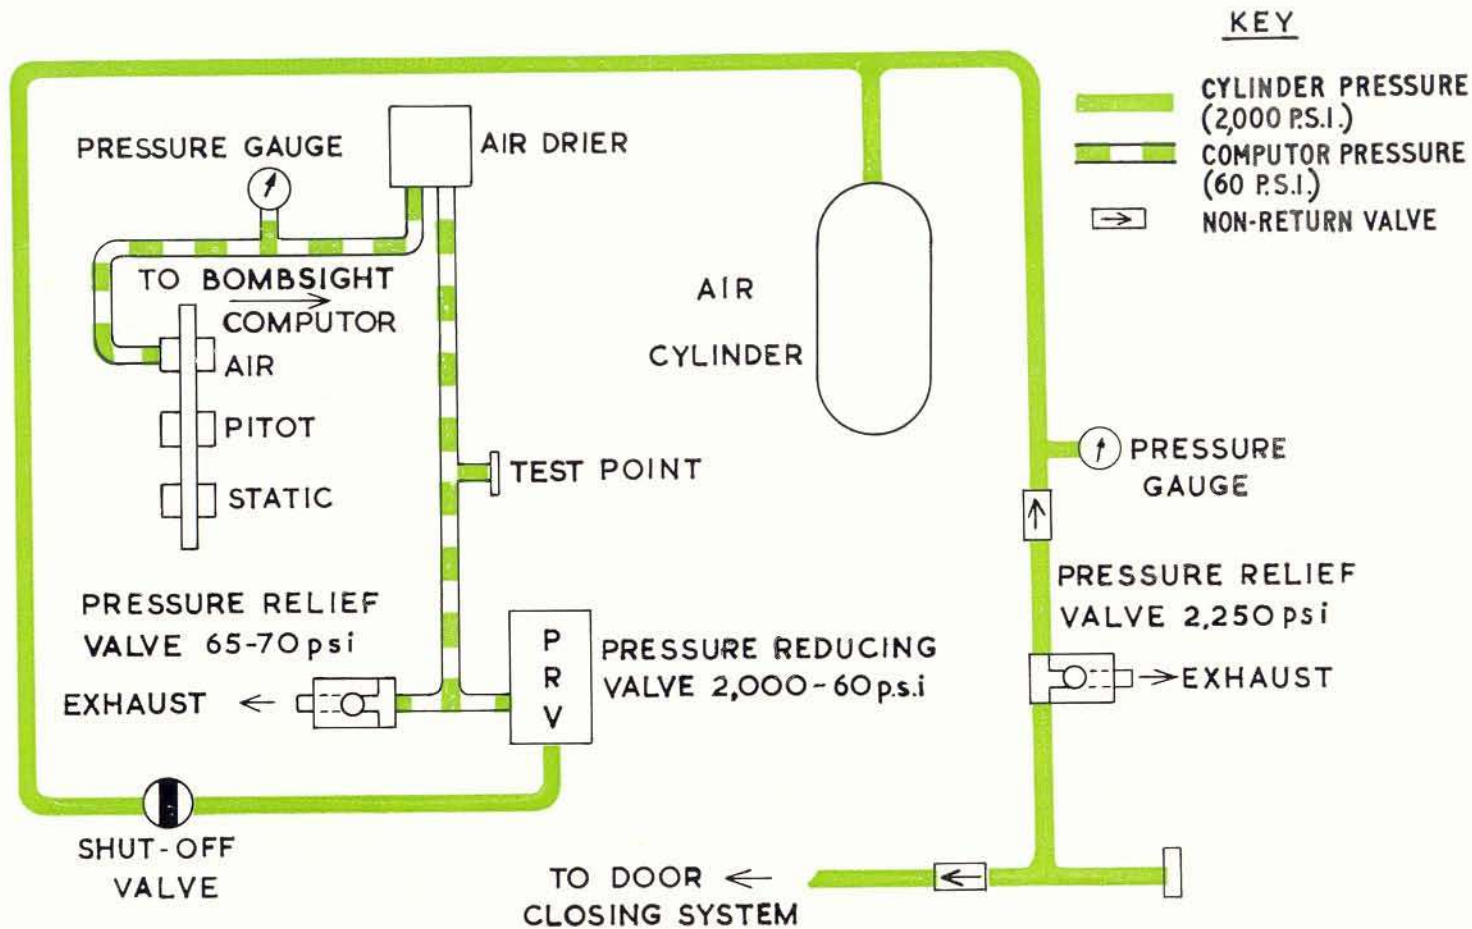 KEY
CYLINDER PRESSURE
(2,000 P.S.I.)
COMPUTOR PRESSURE
(60 P.S.I.)
NON-RETURN VALVE
PRESSURE GAUGE
AIR DRIER
TO BOMBSIGHT
COMPUTOR
AIR
PITOT
STATIC
AIR
CYLINDER
TEST POINT
PRESSURE
GAUGE
PRESSURE RELIEF
VALVE 2,250 psi
EXHAUST
PRESSURE RELIEF
VALVE 65-70 psi
EXHAUST
P
R
V
PRESSURE REDUCING
VALVE 2,000-60 p.s.i
SHUT-OFF
VALVE
TO DOOR
CLOSING SYSTEM